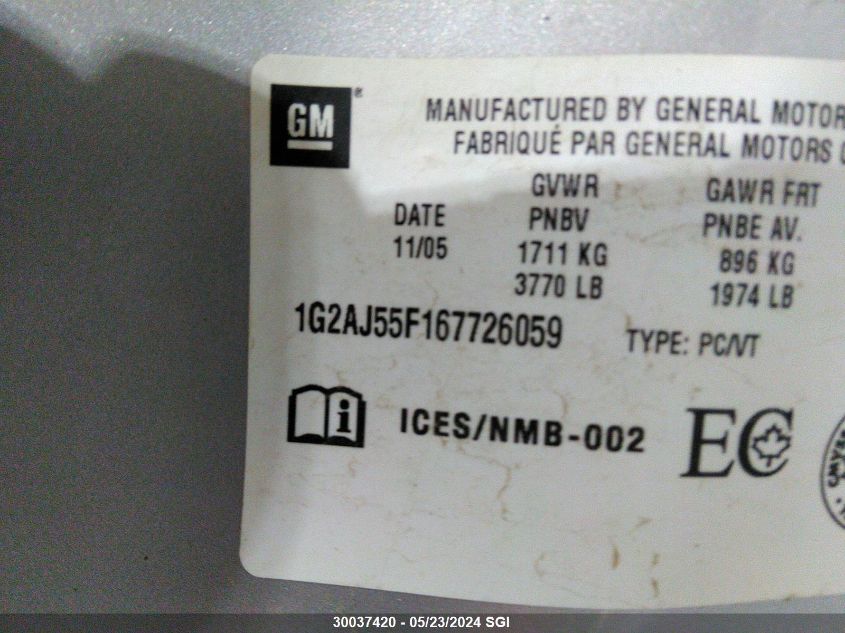 GM®
MANUFACTURED BY GENERAL MOTOR
FABRIQUÉ PAR GENERAL MOTORS
GVWR GAWR FRT
DATE PNBV PNBE AV.
11/05 1711 KG 896 KG
3770 LB 1974 LB
1G2AJ55F167726059 TYPE: PC/VT
i ICES/NMB-002 EC
30037420 - 05/23/2024 SGI